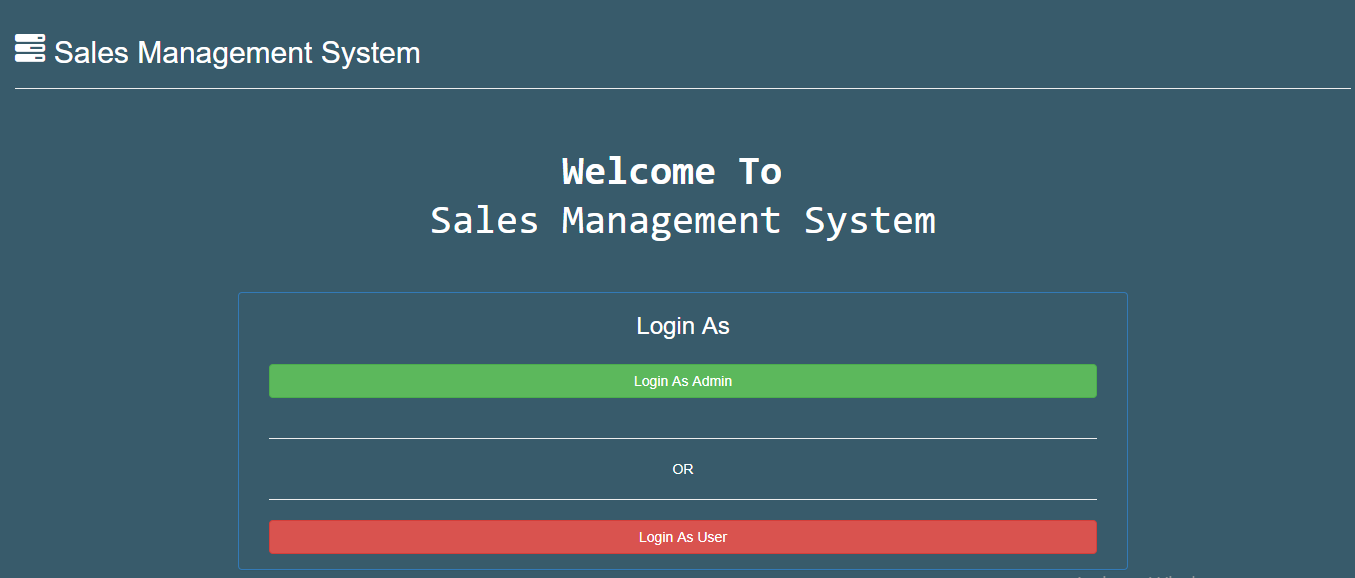 Sales Management System
Welcome To
Sales Management System
Login As
Login As Admin
OR
Login As User